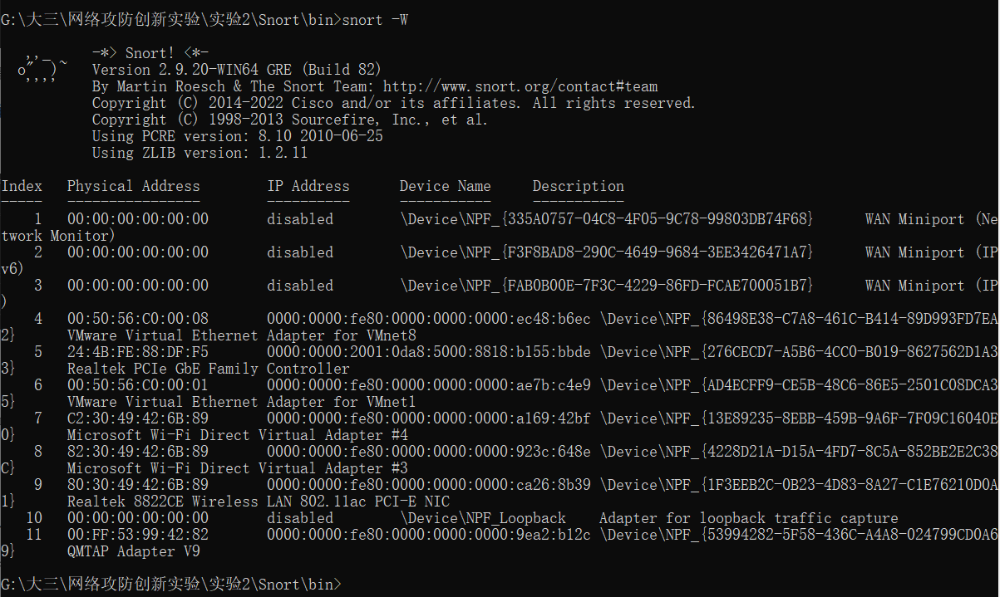 G:\大三\网络攻防创新实验\实验2\Snort\bin>snort -W
,,_ -*> Snort! <*-
o" )~ Version 2.9.20-WIN64 GRE (Build 82)
'''' By Martin Roesch & The Snort Team: http://www.snort.org/contact#team
Copyright (C) 2014-2022 Cisco and/or its affiliates. All rights reserved.
Copyright (C) 1998-2013 Sourcefire, Inc., et al.
Using PCRE version: 8.10 2010-06-25
Using ZLIB version: 1.2.11
Index Physical Address IP Address Device Name Description
----- ---------------- ---------- ----------- -----------
1 00:00:00:00:00:00 disabled \Device\NPF_{335A0757-04C8-4F05-9C78-99803DB74F68} WAN Miniport (Ne
twork Monitor)
2 00:00:00:00:00:00 disabled \Device\NPF_{F3F8BAD8-290C-4649-9684-3EE3426471A7} WAN Miniport (IP
v6)
3 00:00:00:00:00:00 disabled \Device\NPF_{FAB0B00E-7F3C-4229-86FD-FCAE700051B7} WAN Miniport (IP
)
4 00:50:56:C0:00:08 0000:0000:fe80:0000:0000:0000:ec48:b6ec \Device\NPF_{86498E38-C7A8-461C-B414-89D993FD7EA
2} VMware Virtual Ethernet Adapter for VMnet8
5 24:4B:FE:88:DF:F5 0000:0000:2001:0da8:5000:8818:b155:bbde \Device\NPF_{276CECD7-A5B6-4CC0-B019-8627562D1A3
3} Realtek PCIe GbE Family Controller
6 00:50:56:C0:00:01 0000:0000:fe80:0000:0000:0000:ae7b:c4e9 \Device\NPF_{AD4ECFF9-CE5B-48C6-86E5-2501C08DCA3
5} VMware Virtual Ethernet Adapter for VMnet1
7 C2:30:49:42:6B:89 0000:0000:fe80:0000:0000:0000:a169:42bf \Device\NPF_{13E89235-8EBB-459B-9A6F-7F09C16040E
0} Microsoft Wi-Fi Direct Virtual Adapter #4
8 82:30:49:42:6B:89 0000:0000:fe80:0000:0000:0000:923c:648e \Device\NPF_{4228D21A-D15A-4FD7-8C5A-852BE2E2C38
C} Microsoft Wi-Fi Direct Virtual Adapter #3
9 80:30:49:42:6B:89 0000:0000:fe80:0000:0000:0000:ca26:8b39 \Device\NPF_{1F3EEB2C-0B23-4D83-8A27-C1E76210D0A
1} Realtek 8822CE Wireless LAN 802.11ac PCI-E NIC
10 00:00:00:00:00:00 disabled \Device\NPF_Loopback Adapter for loopback traffic capture
11 00:FF:53:99:42:82 0000:0000:fe80:0000:0000:0000:9ea2:b12c \Device\NPF_{53994282-5F58-436C-A4A8-024799CD0A6
9} QMTAP Adapter V9
G:\大三\网络攻防创新实验\实验2\Snort\bin>